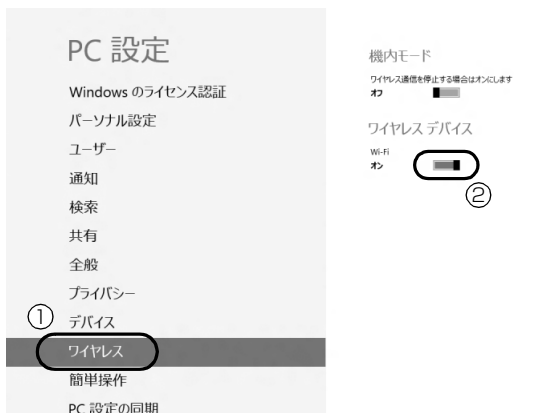 PC 設定
Windows のライセンス認証
パーソナル設定
ユーザー
通知
検索
共有
全般
プライバシー
①
デバイス
ワイヤレス
簡単操作
PC 設定の同期
機内モード
ワイヤレス通信を停止する場合はオンにします
オフ
ワイヤレス デバイス
Wi-Fi
オン
②